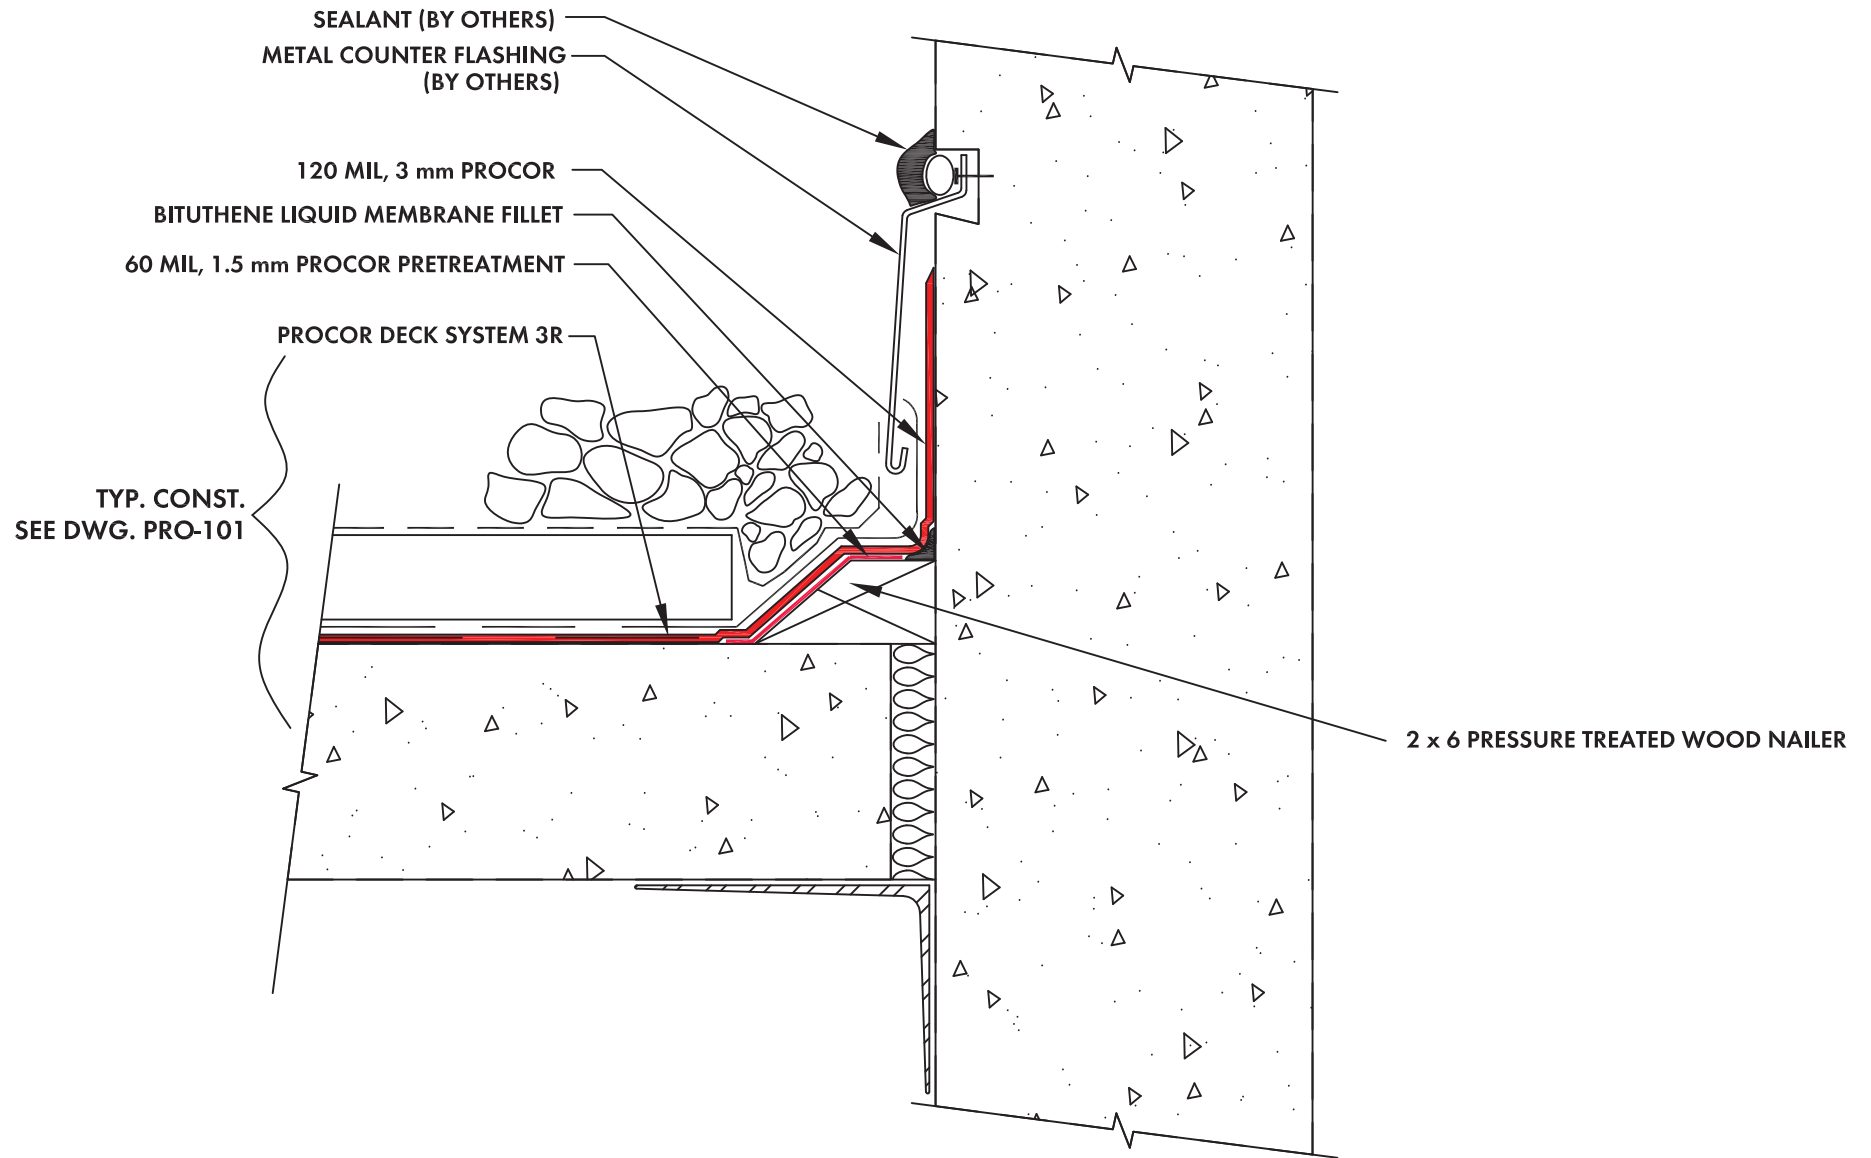 SEALANT (BY OTHERS)
METAL COUNTER FLASHING
(BY OTHERS)
120 MIL, 3 mm PROCOR
BITUTHENE LIQUID MEMBRANE FILLET
60 MIL, 1.5 mm PROCOR PRETREATMENT
PROCOR DECK SYSTEM 3R
TYP. CONST.
SEE DWG. PRO-101
2 x 6 PRESSURE TREATED WOOD NAILER